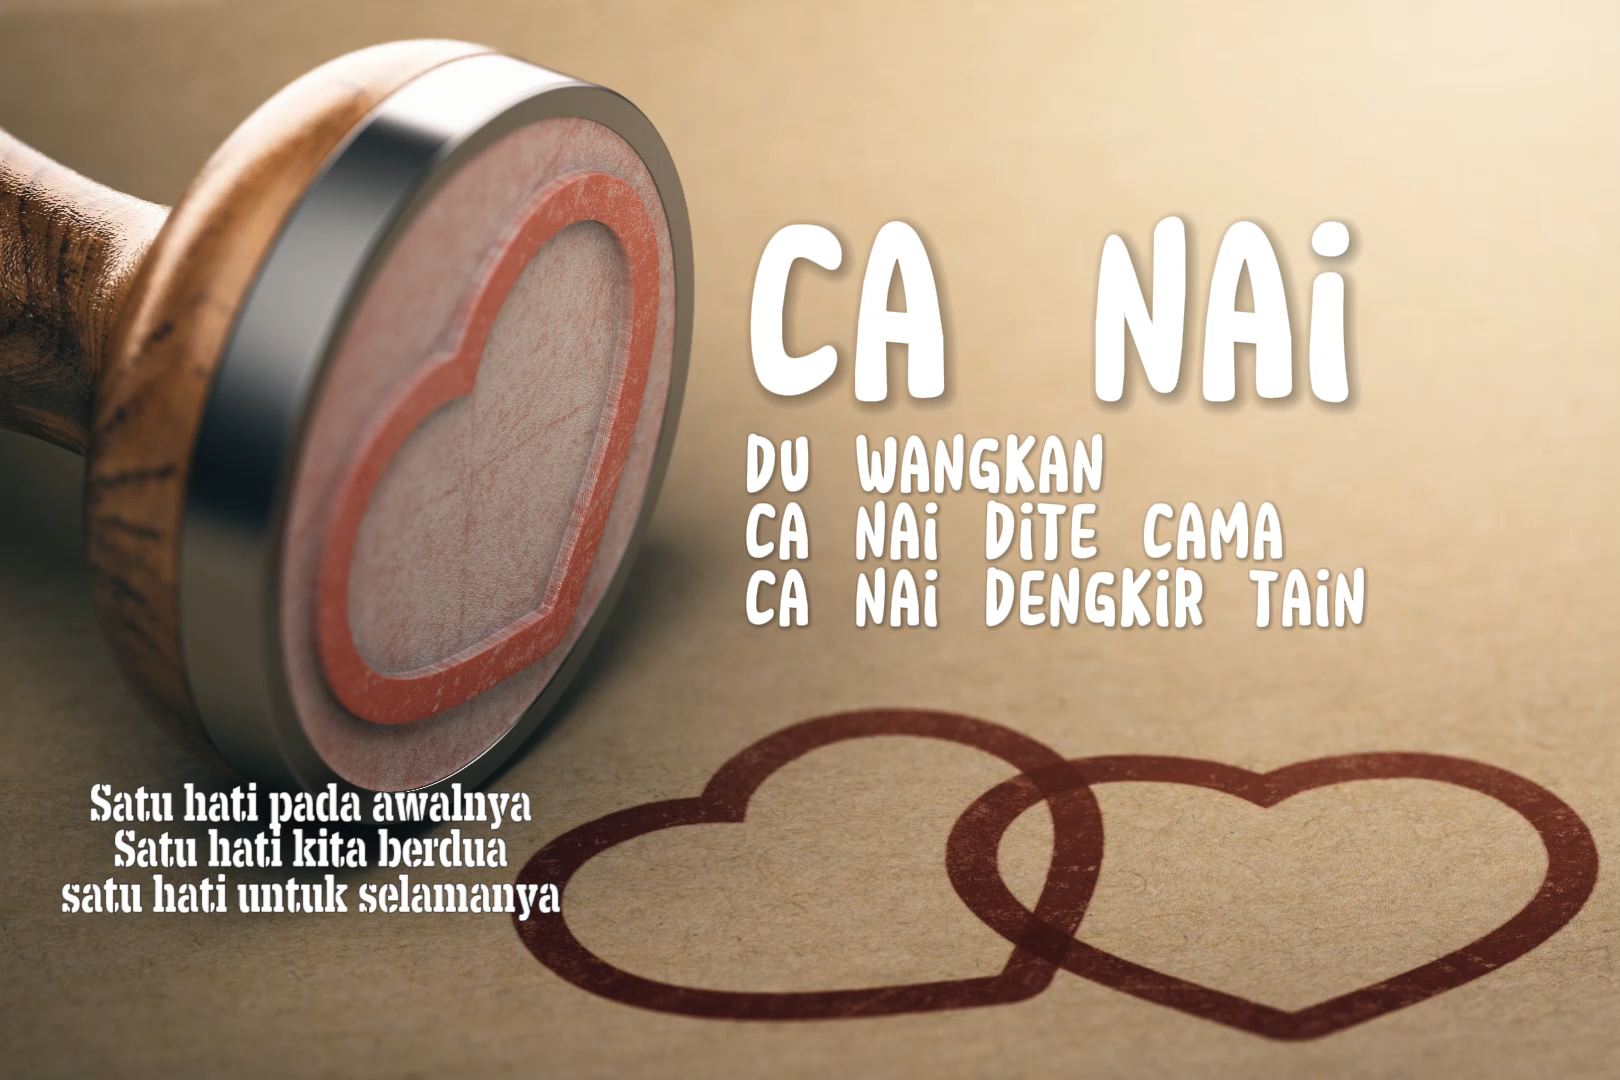 CA NAi
DU WANGKAN
CA NAi DiTE CAMA
CA NAi DENGKiR TAiN
Satu hati pada awalnya
Satu hati kita berdua
satu hati untuk selamanya